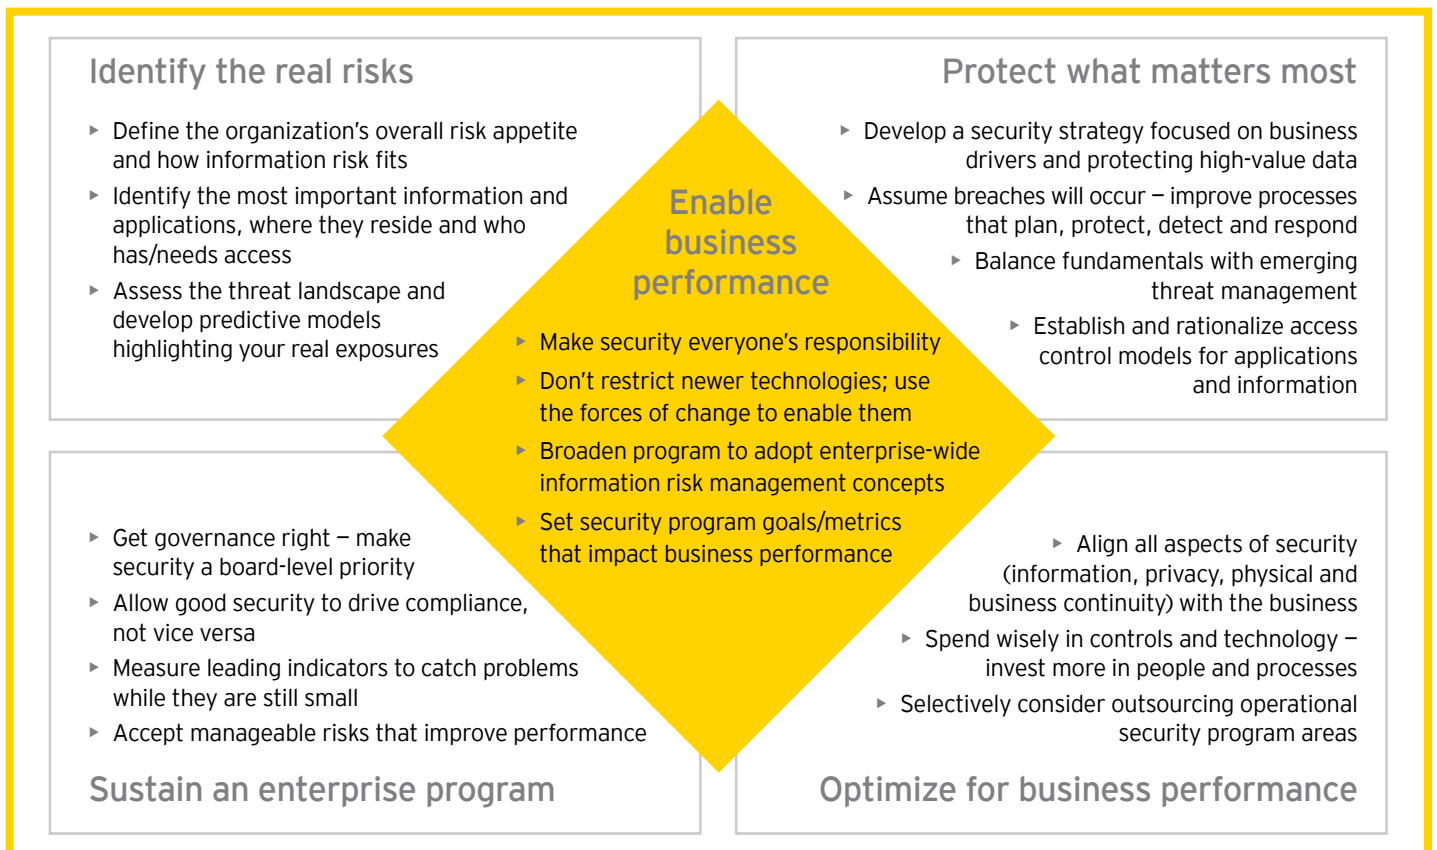 Identify the real risks
▸ Define the organization’s overall risk appetite
and how information risk fits
▸ Identify the most important information and
applications, where they reside and who
has/needs access
▸ Assess the threat landscape and
develop predictive models
highlighting your real exposures
Protect what matters most
▸ Develop a security strategy focused on business
drivers and protecting high-value data
▸ Assume breaches will occur – improve processes
that plan, protect, detect and respond
▸ Balance fundamentals with emerging
threat management
▸ Establish and rationalize access
control models for applications
and information
Enable
business
performance
▸ Make security everyone’s responsibility
▸ Don’t restrict newer technologies; use
the forces of change to enable them
▸ Broaden program to adopt enterprise-wide
information risk management concepts
▸ Set security program goals/metrics
that impact business performance
▸ Get governance right – make
security a board-level priority
▸ Allow good security to drive compliance,
not vice versa
▸ Measure leading indicators to catch problems
while they are still small
▸ Accept manageable risks that improve performance
Sustain an enterprise program
▸ Align all aspects of security
(information, privacy, physical and
business continuity) with the business
▸ Spend wisely in controls and technology –
invest more in people and processes
▸ Selectively consider outsourcing operational
security program areas
Optimize for business performance